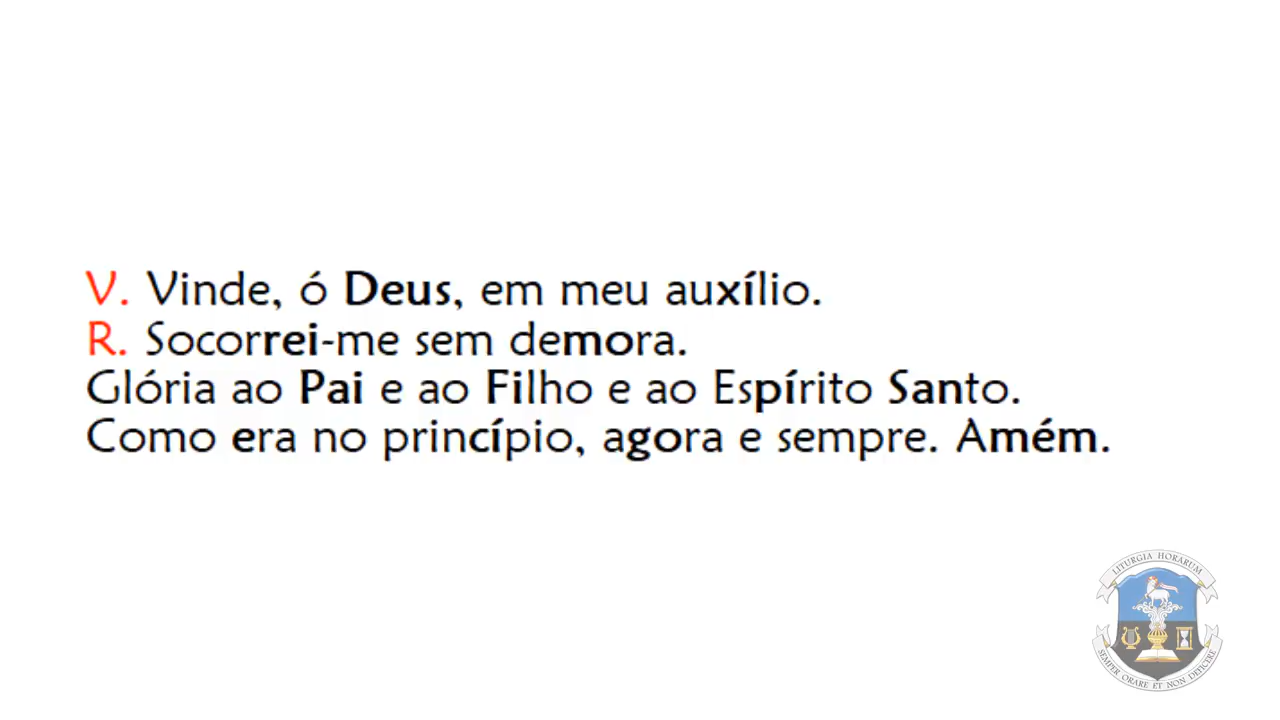 V. Vinde, ó Deus, em meu auxílio.
R. Socorrei-me sem demora.
Glória ao Pai e ao Filho e ao Espírito Santo.
Como era no princípio, agora e sempre. Amém.
LITURGIA HORARUM
SEMPER ORARE ET NON DEFICERE